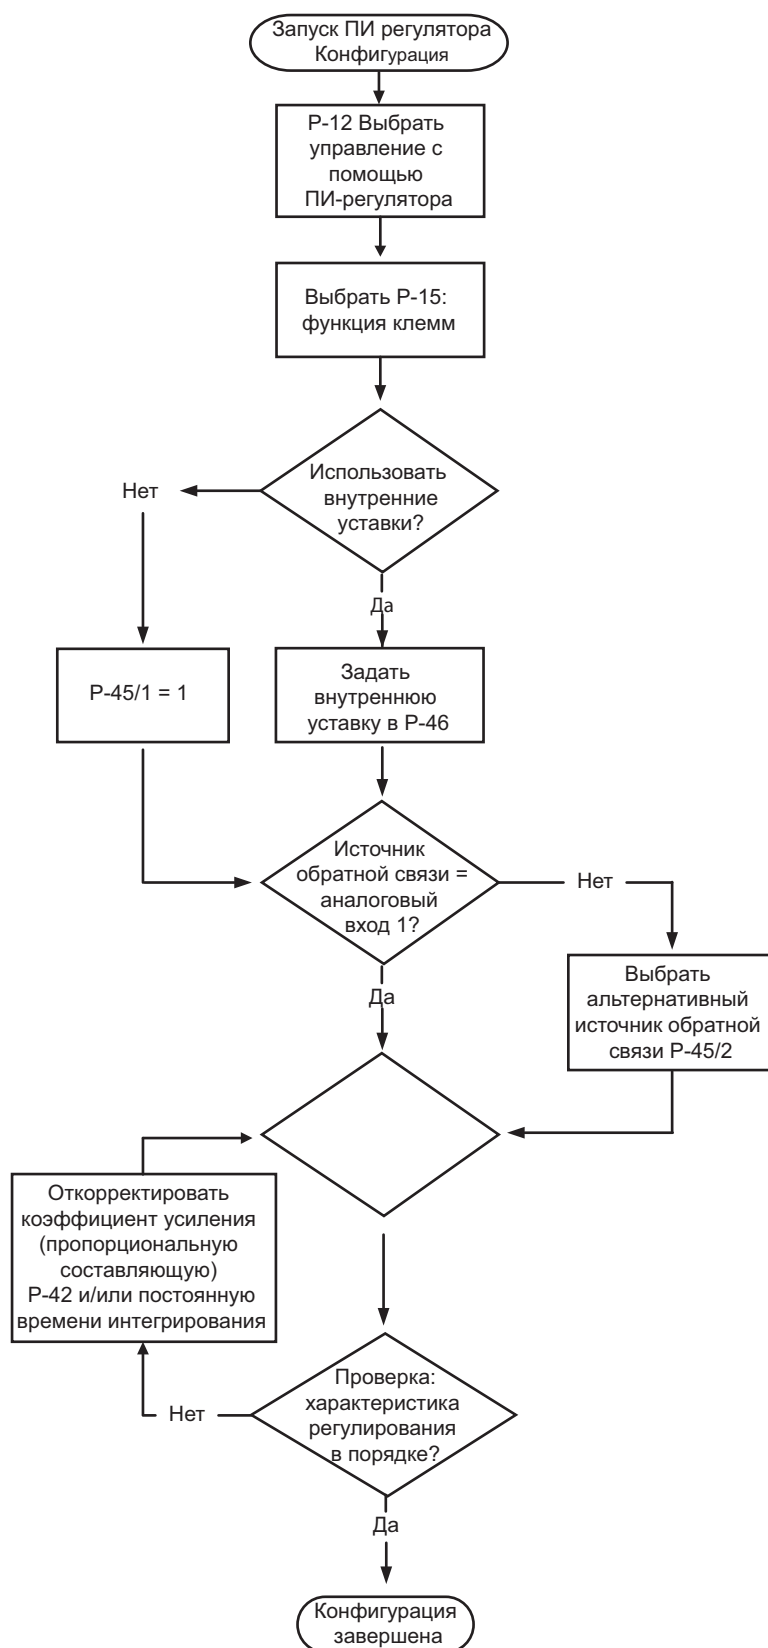 Запуск ПИ регулятора
Конфигурация
P-12 Выбрать
управление с
помощью
ПИ-регулятора
Выбрать P-15:
функция клемм
Использовать
внутренние
уставки?
Нет
Да
P-45/1 = 1
Задать
внутреннюю
уставку в P-46
Источник
обратной связи =
аналоговый
вход 1?
Нет
Да
Выбрать
альтернативный
источник обратной
связи P-45/2
Откорректировать
коэффициент усиления
(пропорциональную
составляющую)
P-42 и/или постоянную
времени интегрирования
Проверка:
характеристика
регулирования
в порядке?
Нет
Да
Конфигурация
завершена